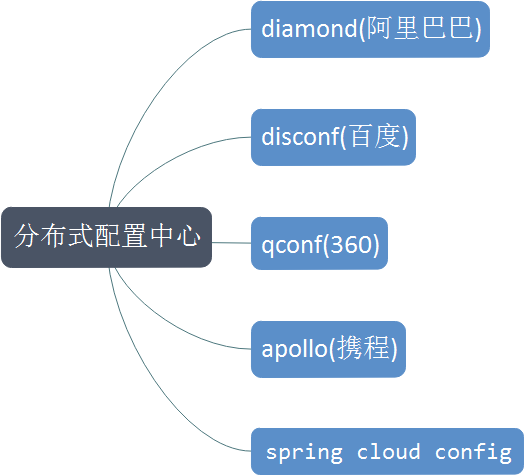 diamond(阿里巴巴)
disconf(百度)
分布式配置中心
qconf(360)
apollo(携程)
spring cloud config